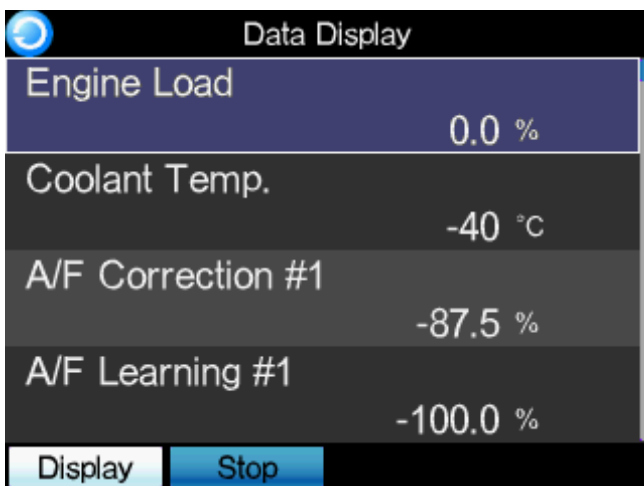 Data Display
Engine Load
0.0 %
Coolant Temp.
-40 °C
A/F Correction #1
-87.5 %
A/F Learning #1
-100.0 %
Display Stop